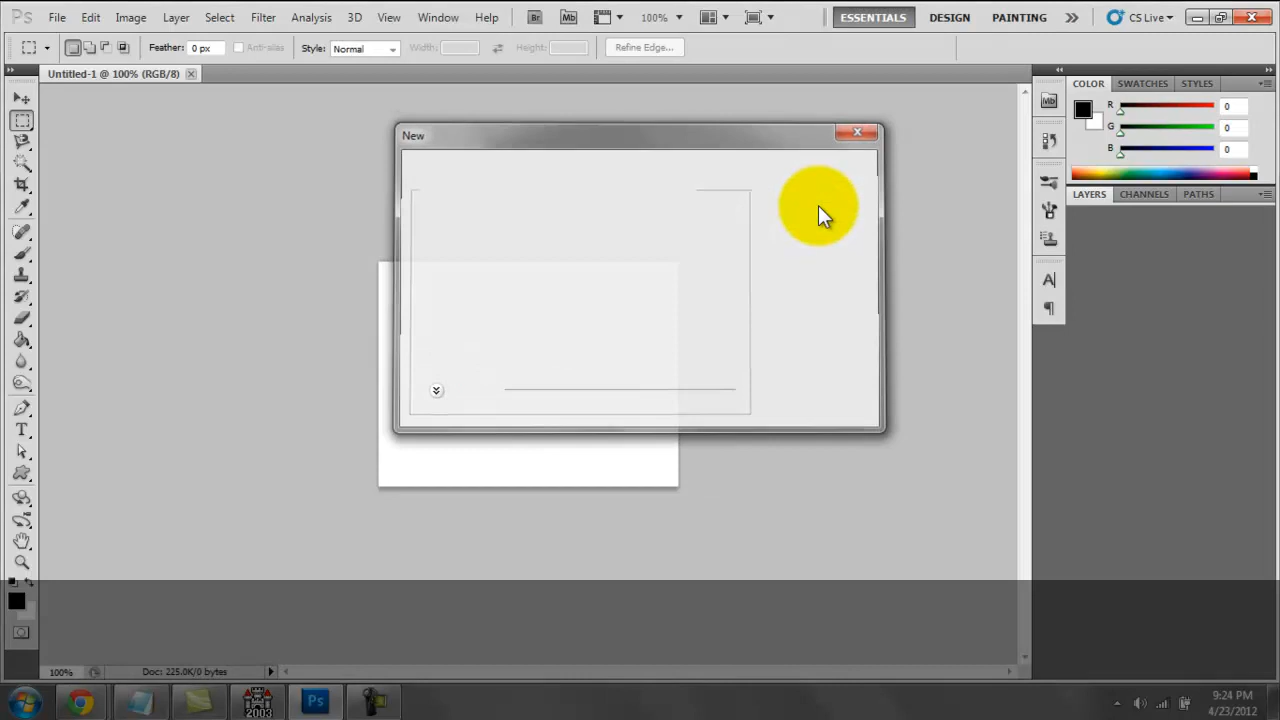 Ps File Edit Image Layer Select Filter Analysis 3D View Window Help Br Mb 100% ESSENTIALS DESIGN PAINTING CS Live
Feather: 0 px Anti-alias Style: Normal Width: Height: Refine Edge...
Untitled-1 @ 100% (RGB/8)
COLOR SWATCHES STYLES
Mb
R 0
G 0
B 0
New
LAYERS CHANNELS PATHS
100% Doc: 225.0K/0 bytes
2003 Ps
9:24 PM
4/23/2012